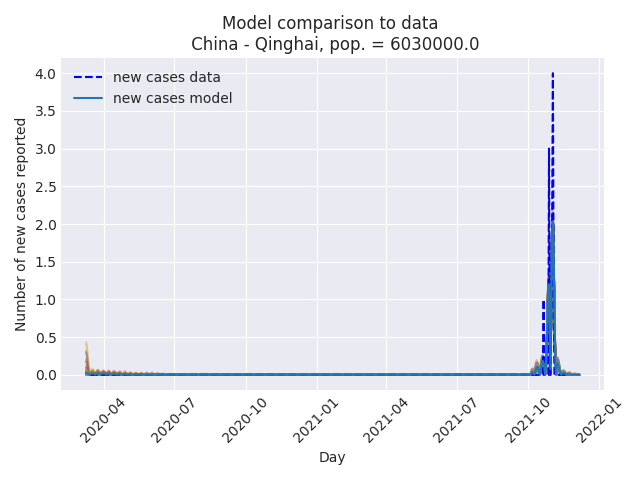 Model comparison to data
China - Qinghai, pop. = 6030000.0
new cases data
new cases model
Number of new cases reported
4.0
3.5
3.0
2.5
2.0
1.5
1.0
0.5
0.0
2020-04
2020-07
2020-10
2021-01
2021-04
2021-07
2021-10
2022-01
Day